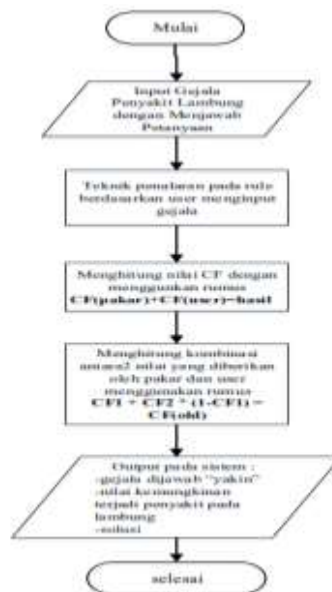 Mulai
Input Gejala
Penyakit Lambung
dengan Menjawab
Petanyaan
Teknik penalaran pada rule
berdasarkan user menginput
gejala
Menghitung nilai CF dengan
menggunkan rumus
CF(pakar)+CF(user)=hasil
Menghitung kombinasi
antara2 nilai yang diberikan
oleh pakar dan user
menggunakan rumus
CF1 + CF2 * (1-CF1) =
CF(old)
Output pada sistem :
-gejala dijawab "yakin"
-nilai kemungkinan
terjadi penyakit pada
lambung
-solusi
selesai